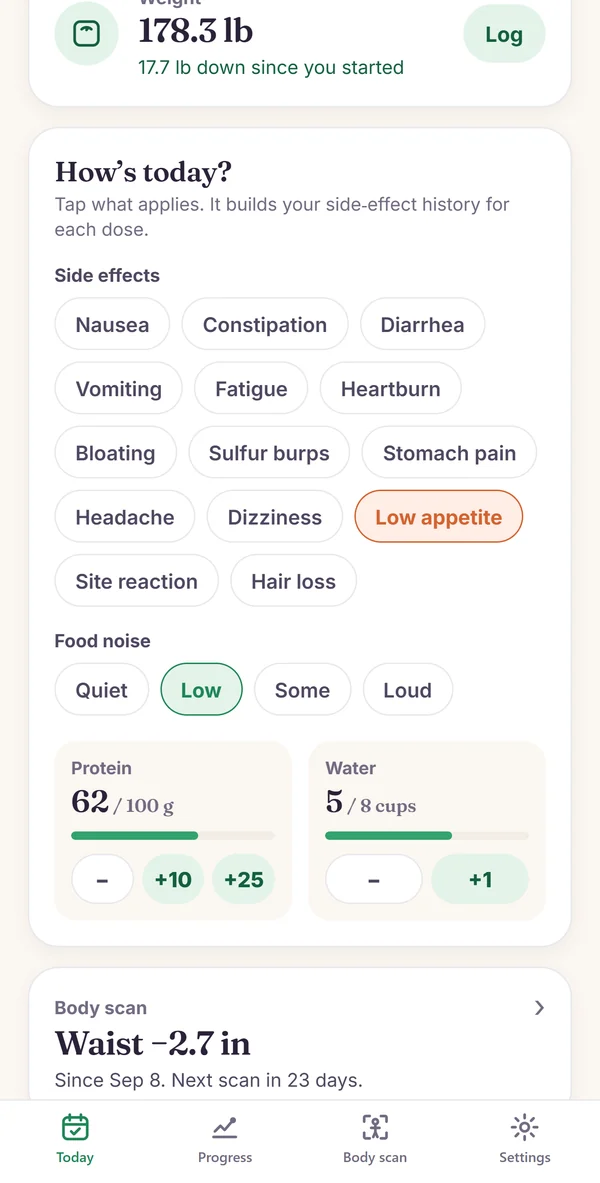 Weight
178.3 lb
17.7 lb down since you started
Log
How’s today?
Tap what applies. It builds your side-effect history for
each dose.
Side effects
Nausea
Constipation
Diarrhea
Vomiting
Fatigue
Heartburn
Bloating
Sulfur burps
Stomach pain
Headache
Dizziness
Low appetite
Site reaction
Hair loss
Food noise
Quiet
Low
Some
Loud
Protein
62 / 100 g
– +10 +25
Water
5 / 8 cups
– +1
Body scan
Waist −2.7 in
Since Sep 8. Next scan in 23 days.
Today
Progress
Body scan
Settings